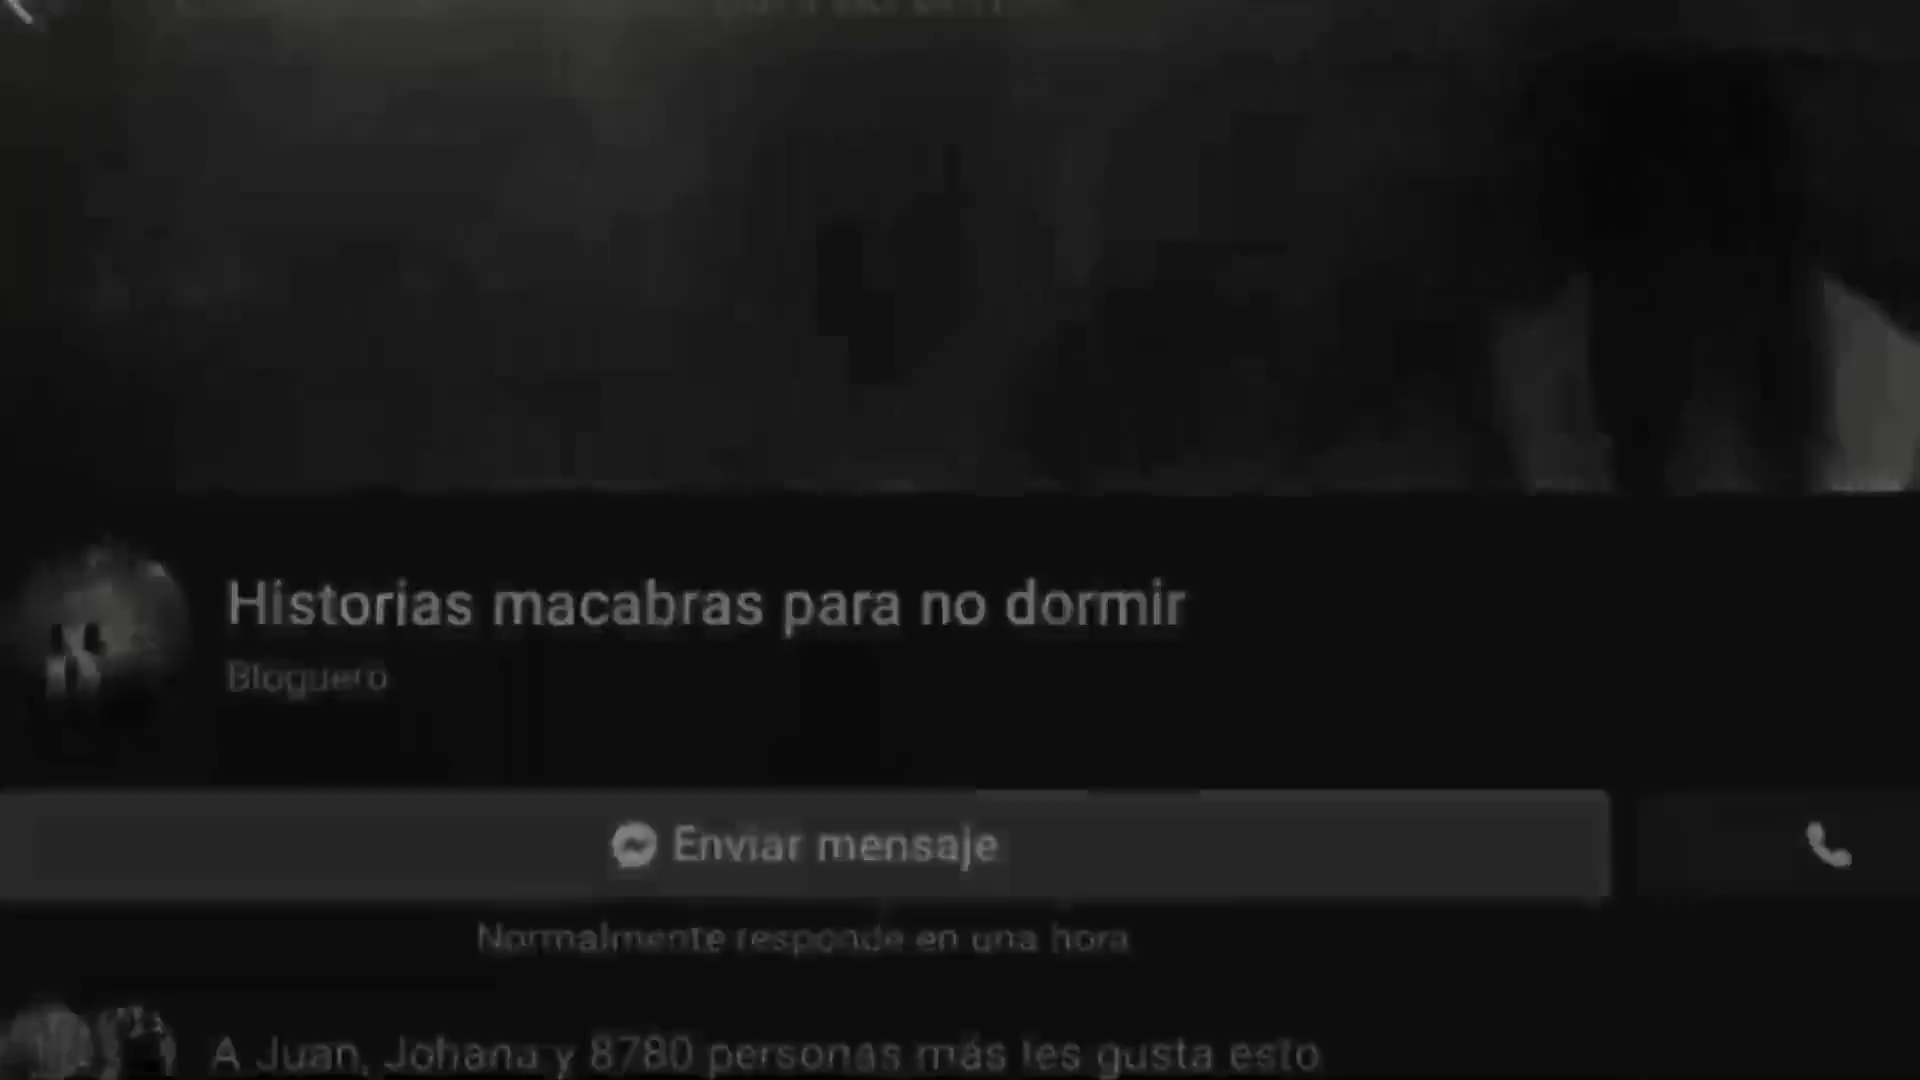 Historias macabras para no dormir
Bloguero
Enviar mensaje
Normalmente responde en una hora
A Juan, Johana y 8780 personas más les gusta esto